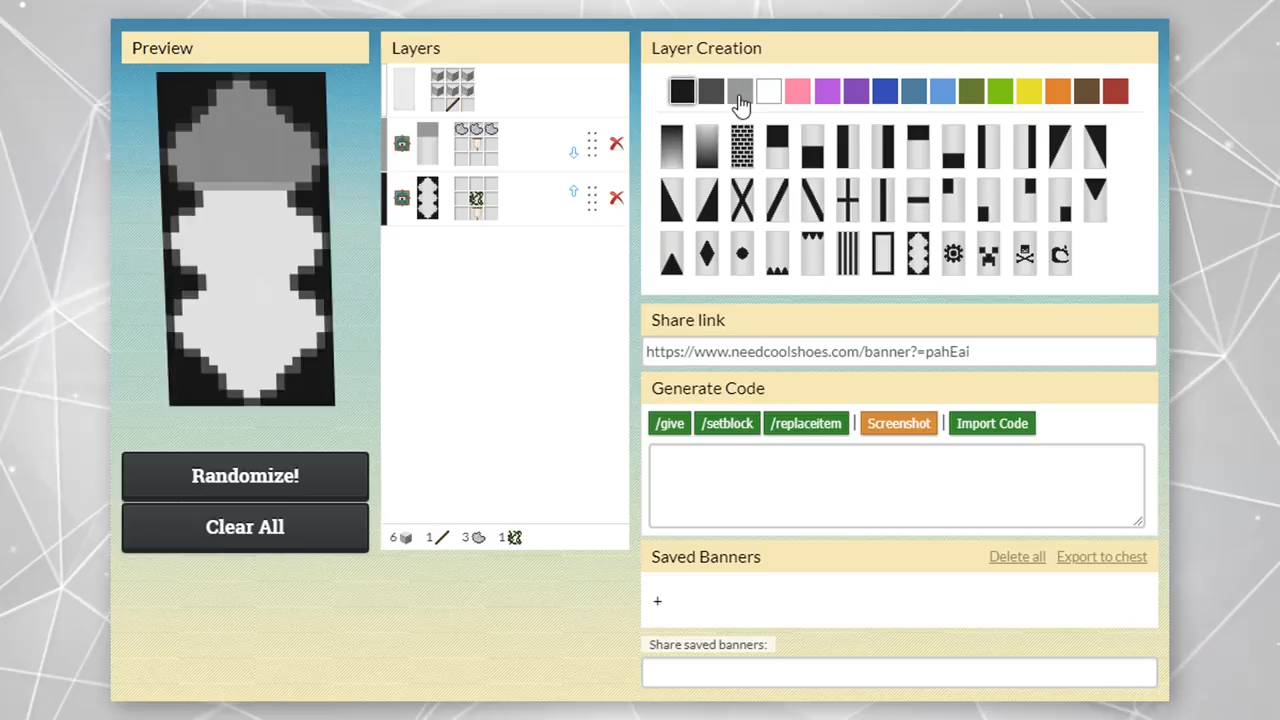 Preview
Layers
Layer Creation
Share link
https://www.needcoolshoes.com/banner?=pahEai
Generate Code
/give /setblock /replaceitem | Screenshot | Import Code
Randomize!
Clear All
6 1 3 1
Saved Banners Delete all Export to chest
+
Share saved banners: